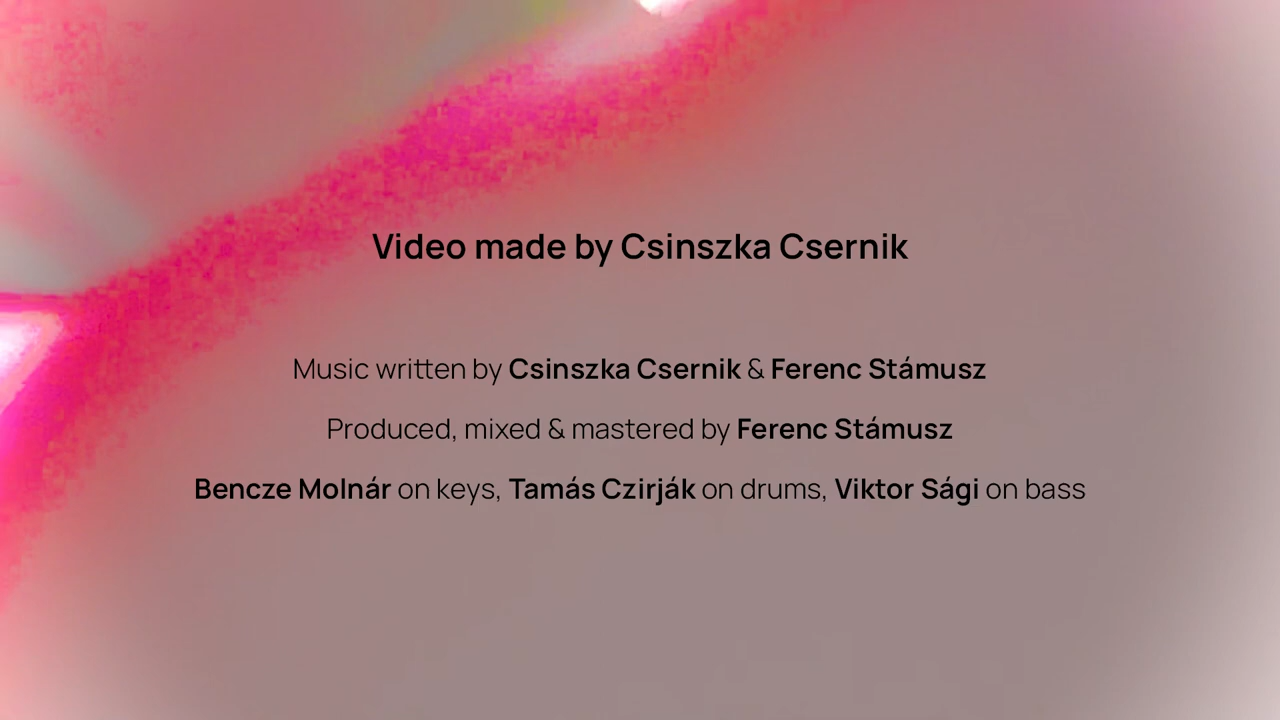 Video made by Csinszka Csernik
Music written by Csinszka Csernik & Ferenc Stámusz
Produced, mixed & mastered by Ferenc Stámusz
Bencze Molnár on keys, Tamás Czirják on drums, Viktor Sági on bass